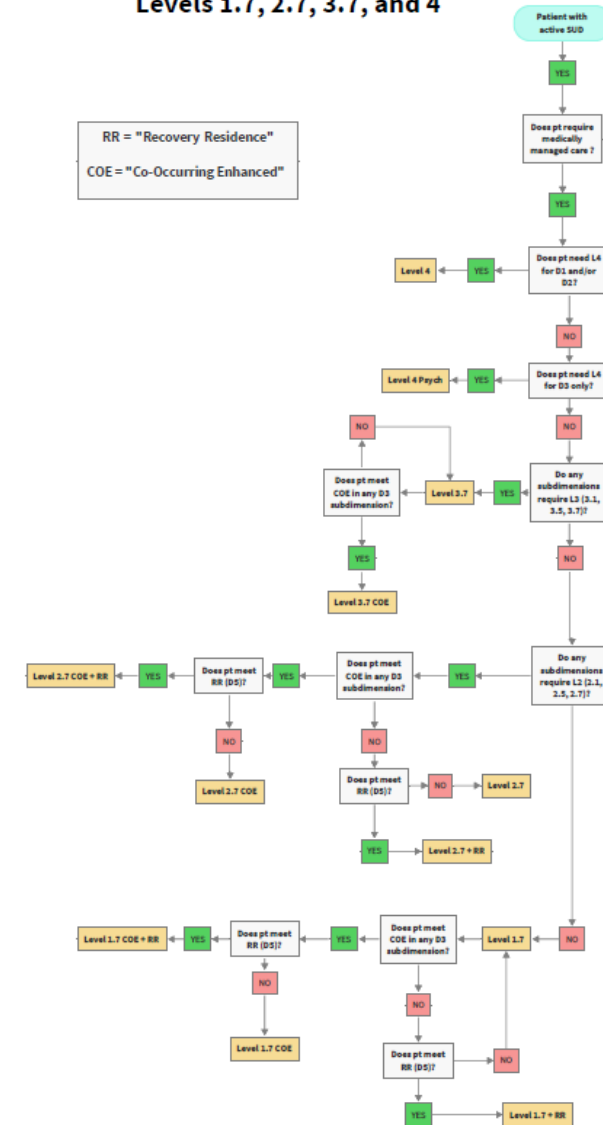 Levels 1.7, 2.7, 3.7, and 4
Patient with
active SUD
YES
RR = "Recovery Residence"
COE = "Co-Occurring Enhanced"
Does pt require
medically
managed care ?
YES
Does pt need L4
for D1 and/or
D2?
YES
Level 4
NO
Does pt need L4
for D3 only?
YES
Level 4 Psych
NO
NO
Do any
subdimensions
require L3 (3.1,
3.5, 3.7)?
YES
Level 3.7
Does pt meet
COE in any D3
subdimension?
YES
NO
Level 3.7 COE
Do any
subdimensions
require L2 (2.1,
2.5, 2.7)?
YES
Does pt meet
COE in any D3
subdimension?
YES
Does pt meet
RR (D5)?
YES
Level 2.7 COE + RR
NO
NO
Level 2.7 COE
Does pt meet
RR (D5)?
NO
Level 2.7
YES
Level 2.7 + RR
NO
Level 1.7
Does pt meet
COE in any D3
subdimension?
YES
Does pt meet
RR (D5)?
YES
Level 1.7 COE + RR
NO
NO
Level 1.7 COE
Does pt meet
RR (D5)?
NO
YES
Level 1.7 + RR